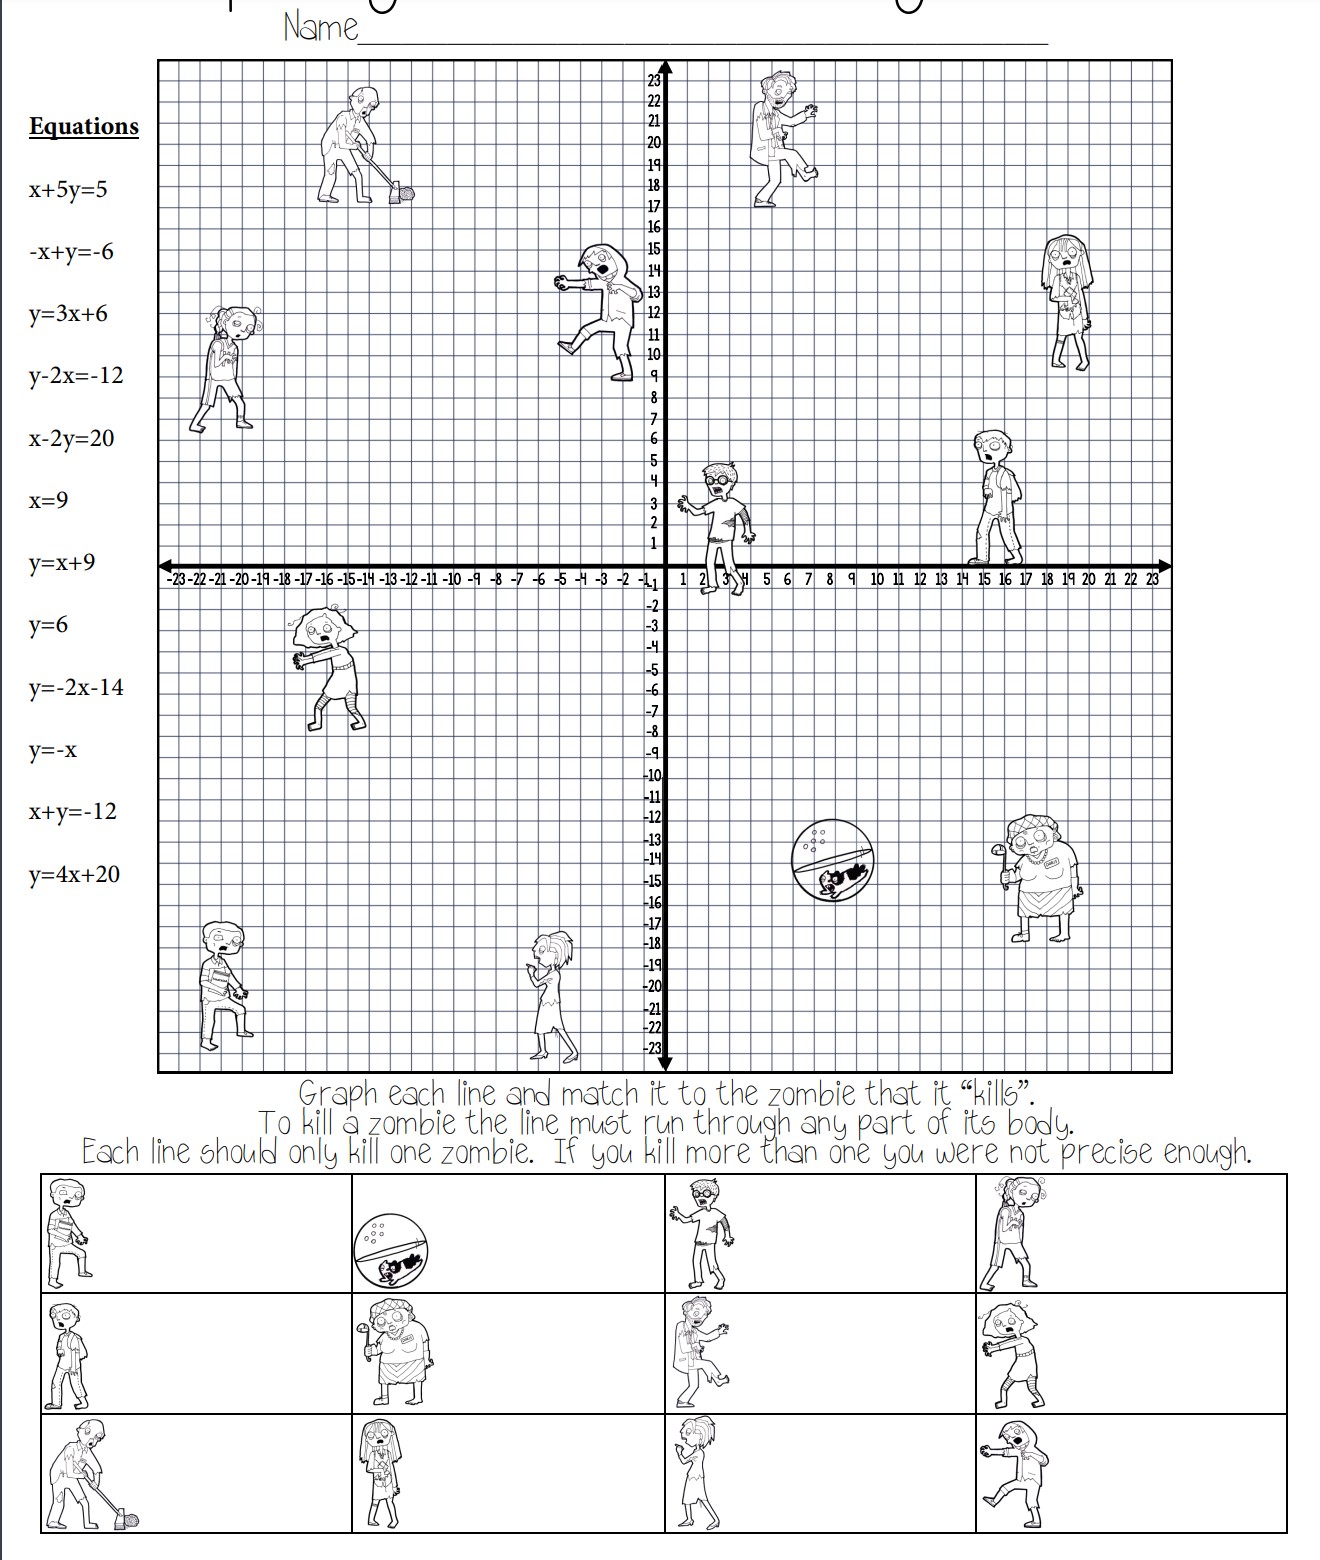 Name
Equations
x+5y=5
-x+y=-6
y=3x+6
y-2x=-12
x-2y=20
x=9
y=x+9
y=6
y=-2x-14
y=-x
x+y=-12
y=4x+20
23
22
21
20
19
18
17
16
15
14
13
12
11
10
9
8
7
6
5
4
3
2
1
-23 -22 -21 -20 -19 -18 -17 -16 -15 -14 -13 -12 -11 -10 -9 -8 -7 -6 -5 -4 -3 -2 -1 1 2 3 4 5 6 7 8 9 10 11 12 13 14 15 16 17 18 19 20 21 22 23
-1
-2
-3
-4
-5
-6
-7
-8
-9
-10
-11
-12
-13
-14
-15
-16
-17
-18
-19
-20
-21
-22
-23
Graph each line and match it to the zombie that it “kills”.
To kill a zombie the line must run through any part of its body.
Each line should only kill one zombie. If you kill more than one you were not precise enough.